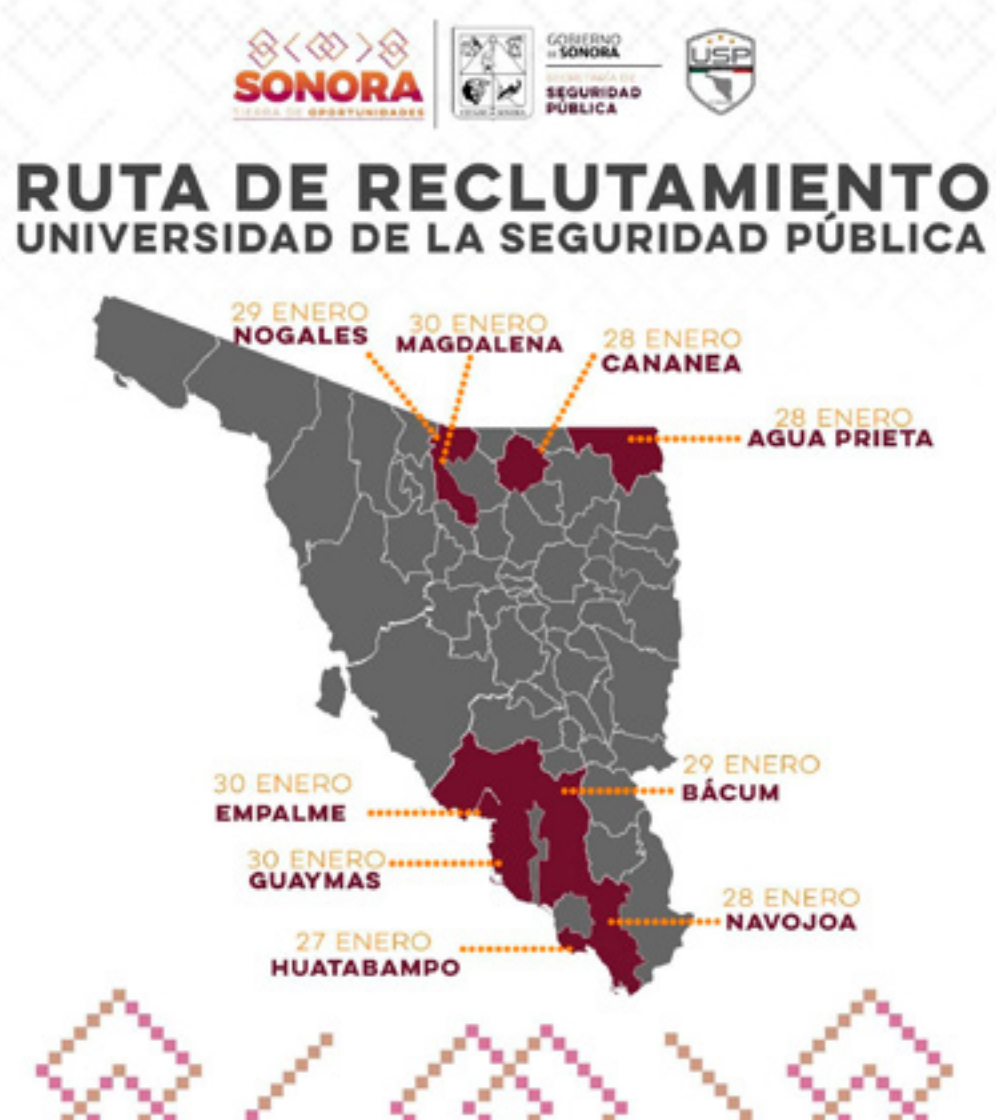 SONORA
TIERRA DE OPORTUNIDADES
GOBIERNO
DE SONORA
SECRETARÍA DE
SEGURIDAD
PÚBLICA
USP
RUTA DE RECLUTAMIENTO
UNIVERSIDAD DE LA SEGURIDAD PÚBLICA
29 ENERO
NOGALES
30 ENERO
MAGDALENA
28 ENERO
CANANEA
28 ENERO
AGUA PRIETA
29 ENERO
BÁCUM
30 ENERO
EMPALME
30 ENERO
GUAYMAS
28 ENERO
NAVOJOA
27 ENERO
HUATABAMPO